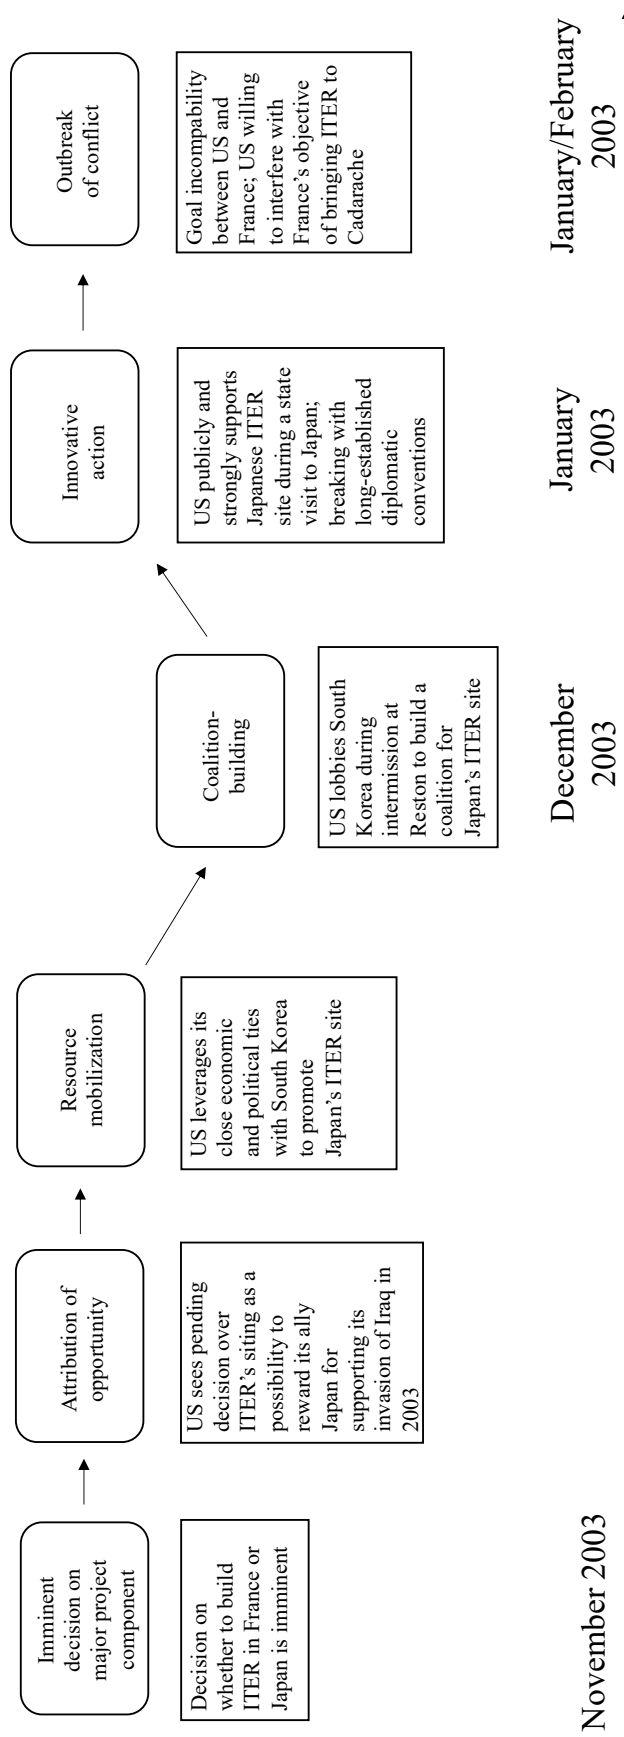 Imminent
decision on
major project
component
Attribution of
opportunity
Resource
mobilization
Coalition-
building
Innovative
action
Outbreak
of conflict
Decision on
whether to build
ITER in France or
Japan is imminent
US sees pending
decision over
ITER's siting as a
possibility to
reward its ally
Japan for
supporting its
invasion of Iraq in
2003
US leverages its
close economic
and political ties
with South Korea
to promote
Japan's ITER site
US lobbies South
Korea during
intermission at
Reston to build a
coalition for
Japan's ITER site
US publicly and
strongly supports
Japanese ITER
site during a state
visit to Japan;
breaking with
long-established
diplomatic
conventions
Goal incompability
between US and
France; US willing
to interfere with
France's objective
of bringing ITER to
Cadarache
November 2003
December
2003
January
2003
January/February
2003